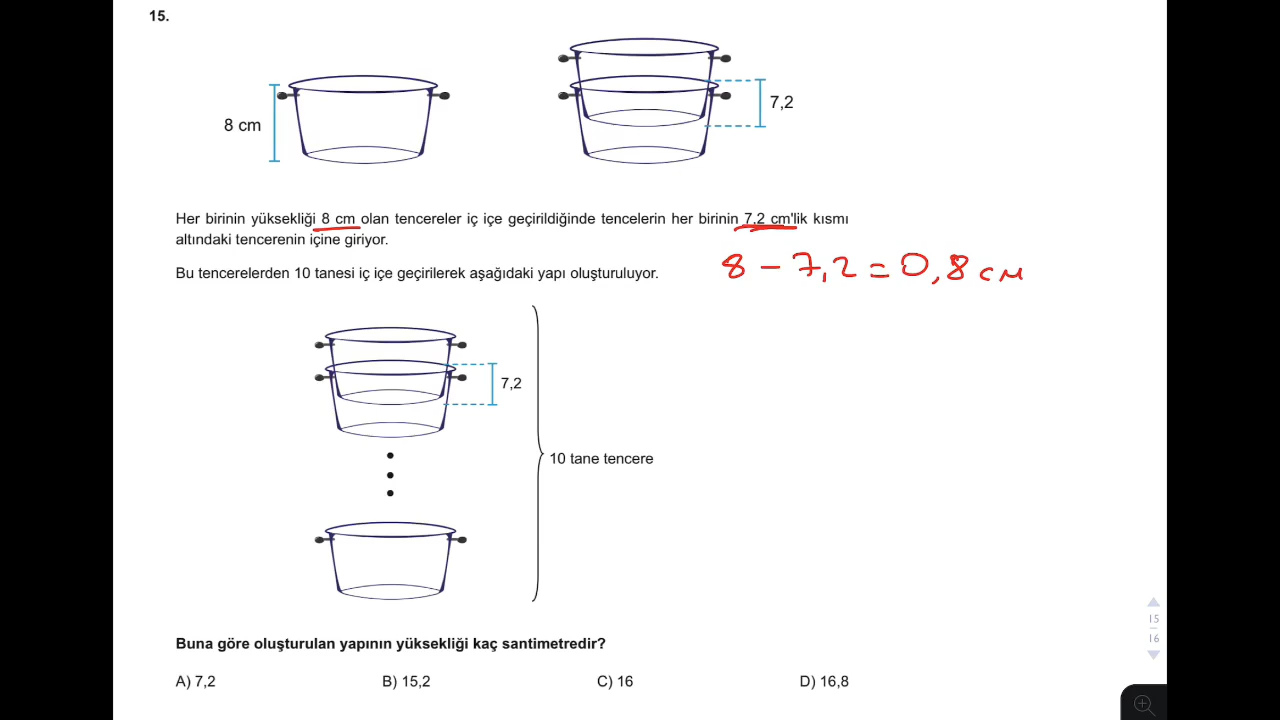 15.
8 cm
7,2
Her birinin yüksekliği 8 cm olan tencereler iç içe geçirildiğinde tencelerin her birinin 7,2 cm'lik kısmı
altındaki tencerenin içine giriyor.
8 - 7,2 = 0,8 cm
Bu tencerelerden 10 tanesi iç içe geçirilerek aşağıdaki yapı oluşturuluyor.
7,2
10 tane tencere
15
16
Buna göre oluşturulan yapının yüksekliği kaç santimetredir?
A) 7,2 B) 15,2 C) 16 D) 16,8